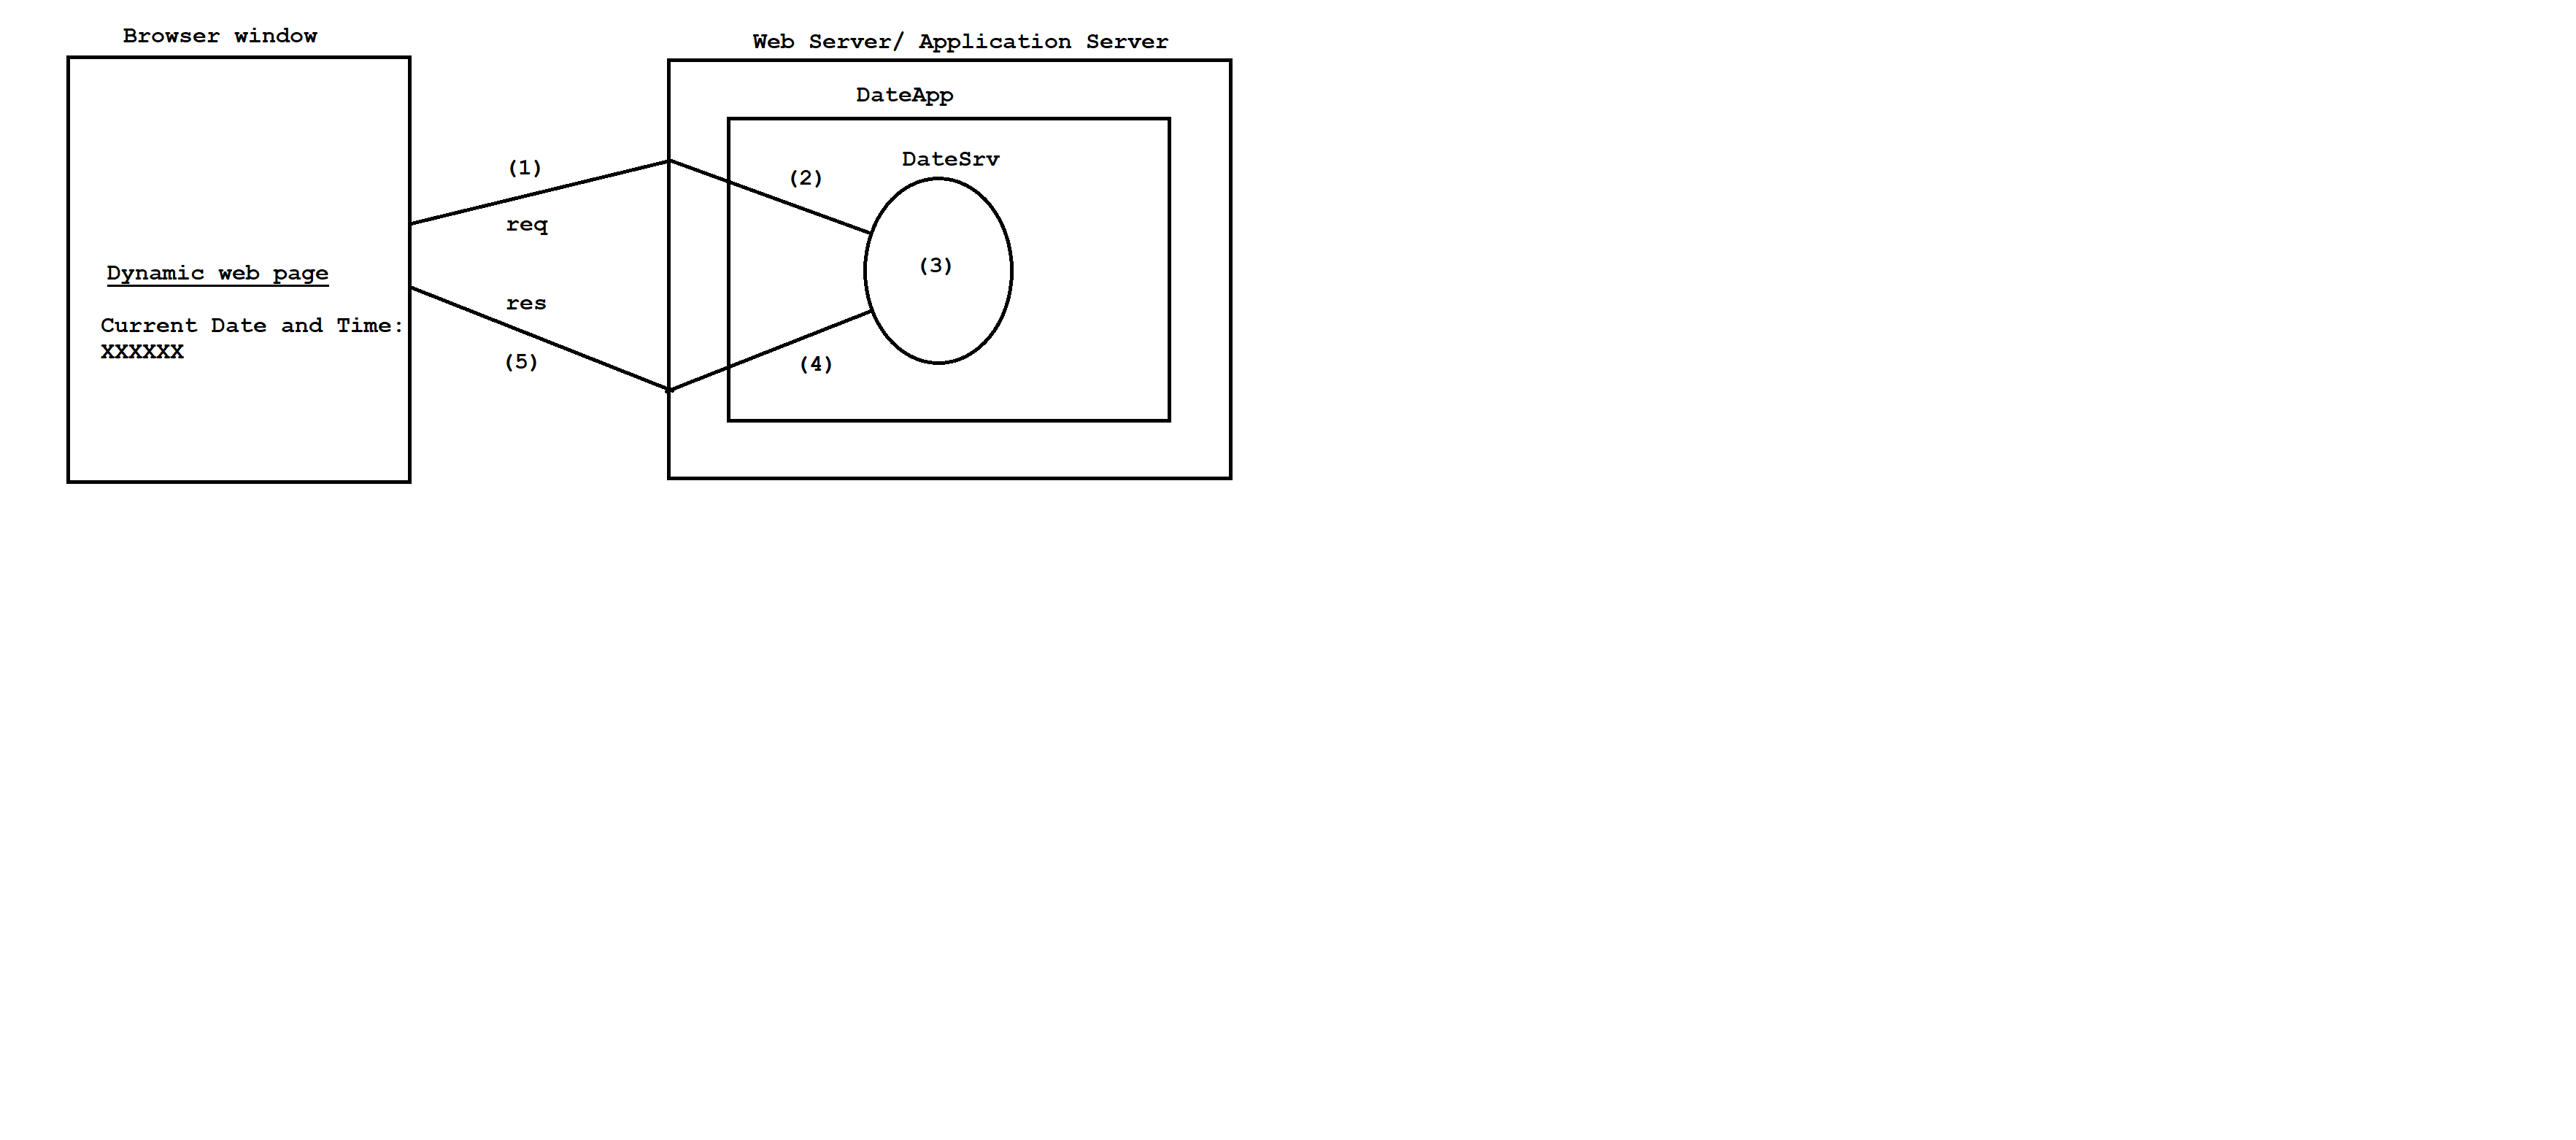 Browser window
Web Server/ Application Server
DateApp
DateSrv
(1)
(2)
req
(3)
Dynamic web page
res
Current Date and Time:
XXXXXX
(5)
(4)